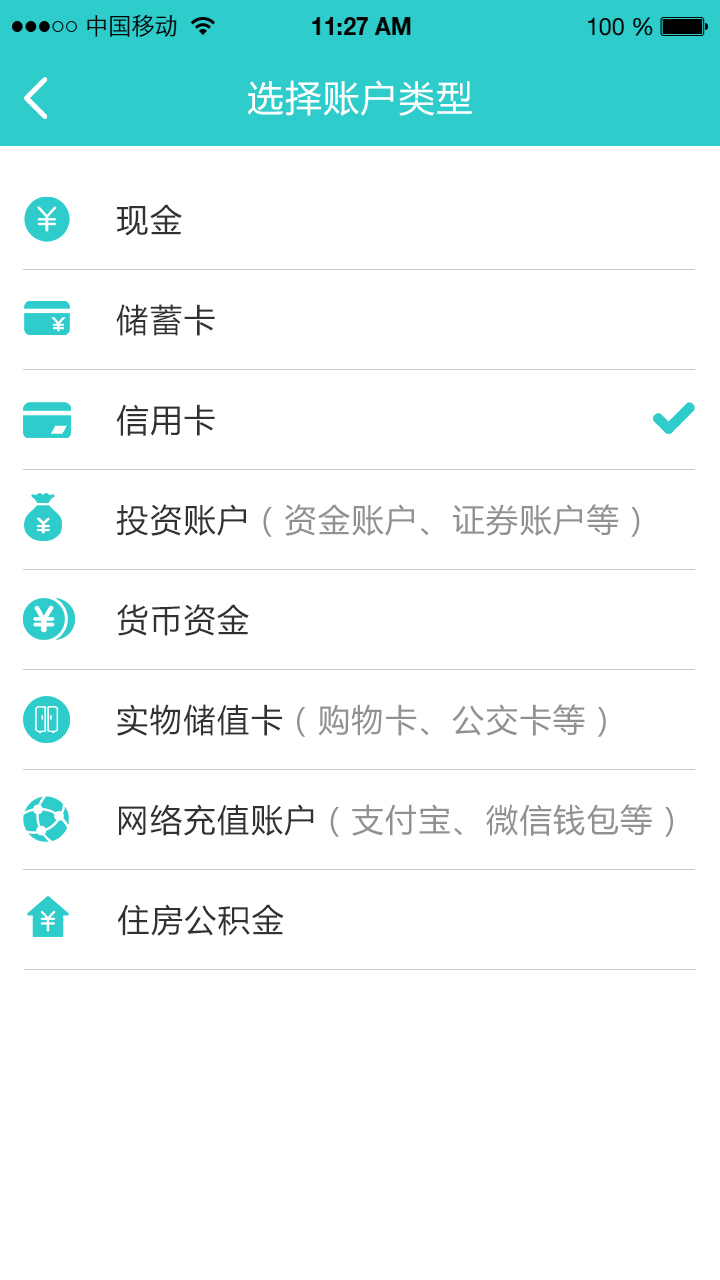 中国移动 11:27 AM 100 %
选择账户类型
¥ 现金
¥ 储蓄卡
信用卡
¥ 投资账户（资金账户、证券账户等）
¥ 货币资金
实物储值卡（购物卡、公交卡等）
网络充值账户（支付宝、微信钱包等）
¥ 住房公积金